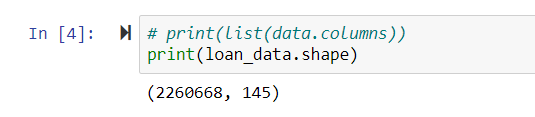 In [4]:
# print(list(data.columns))
print(loan_data.shape)
(2260668, 145)